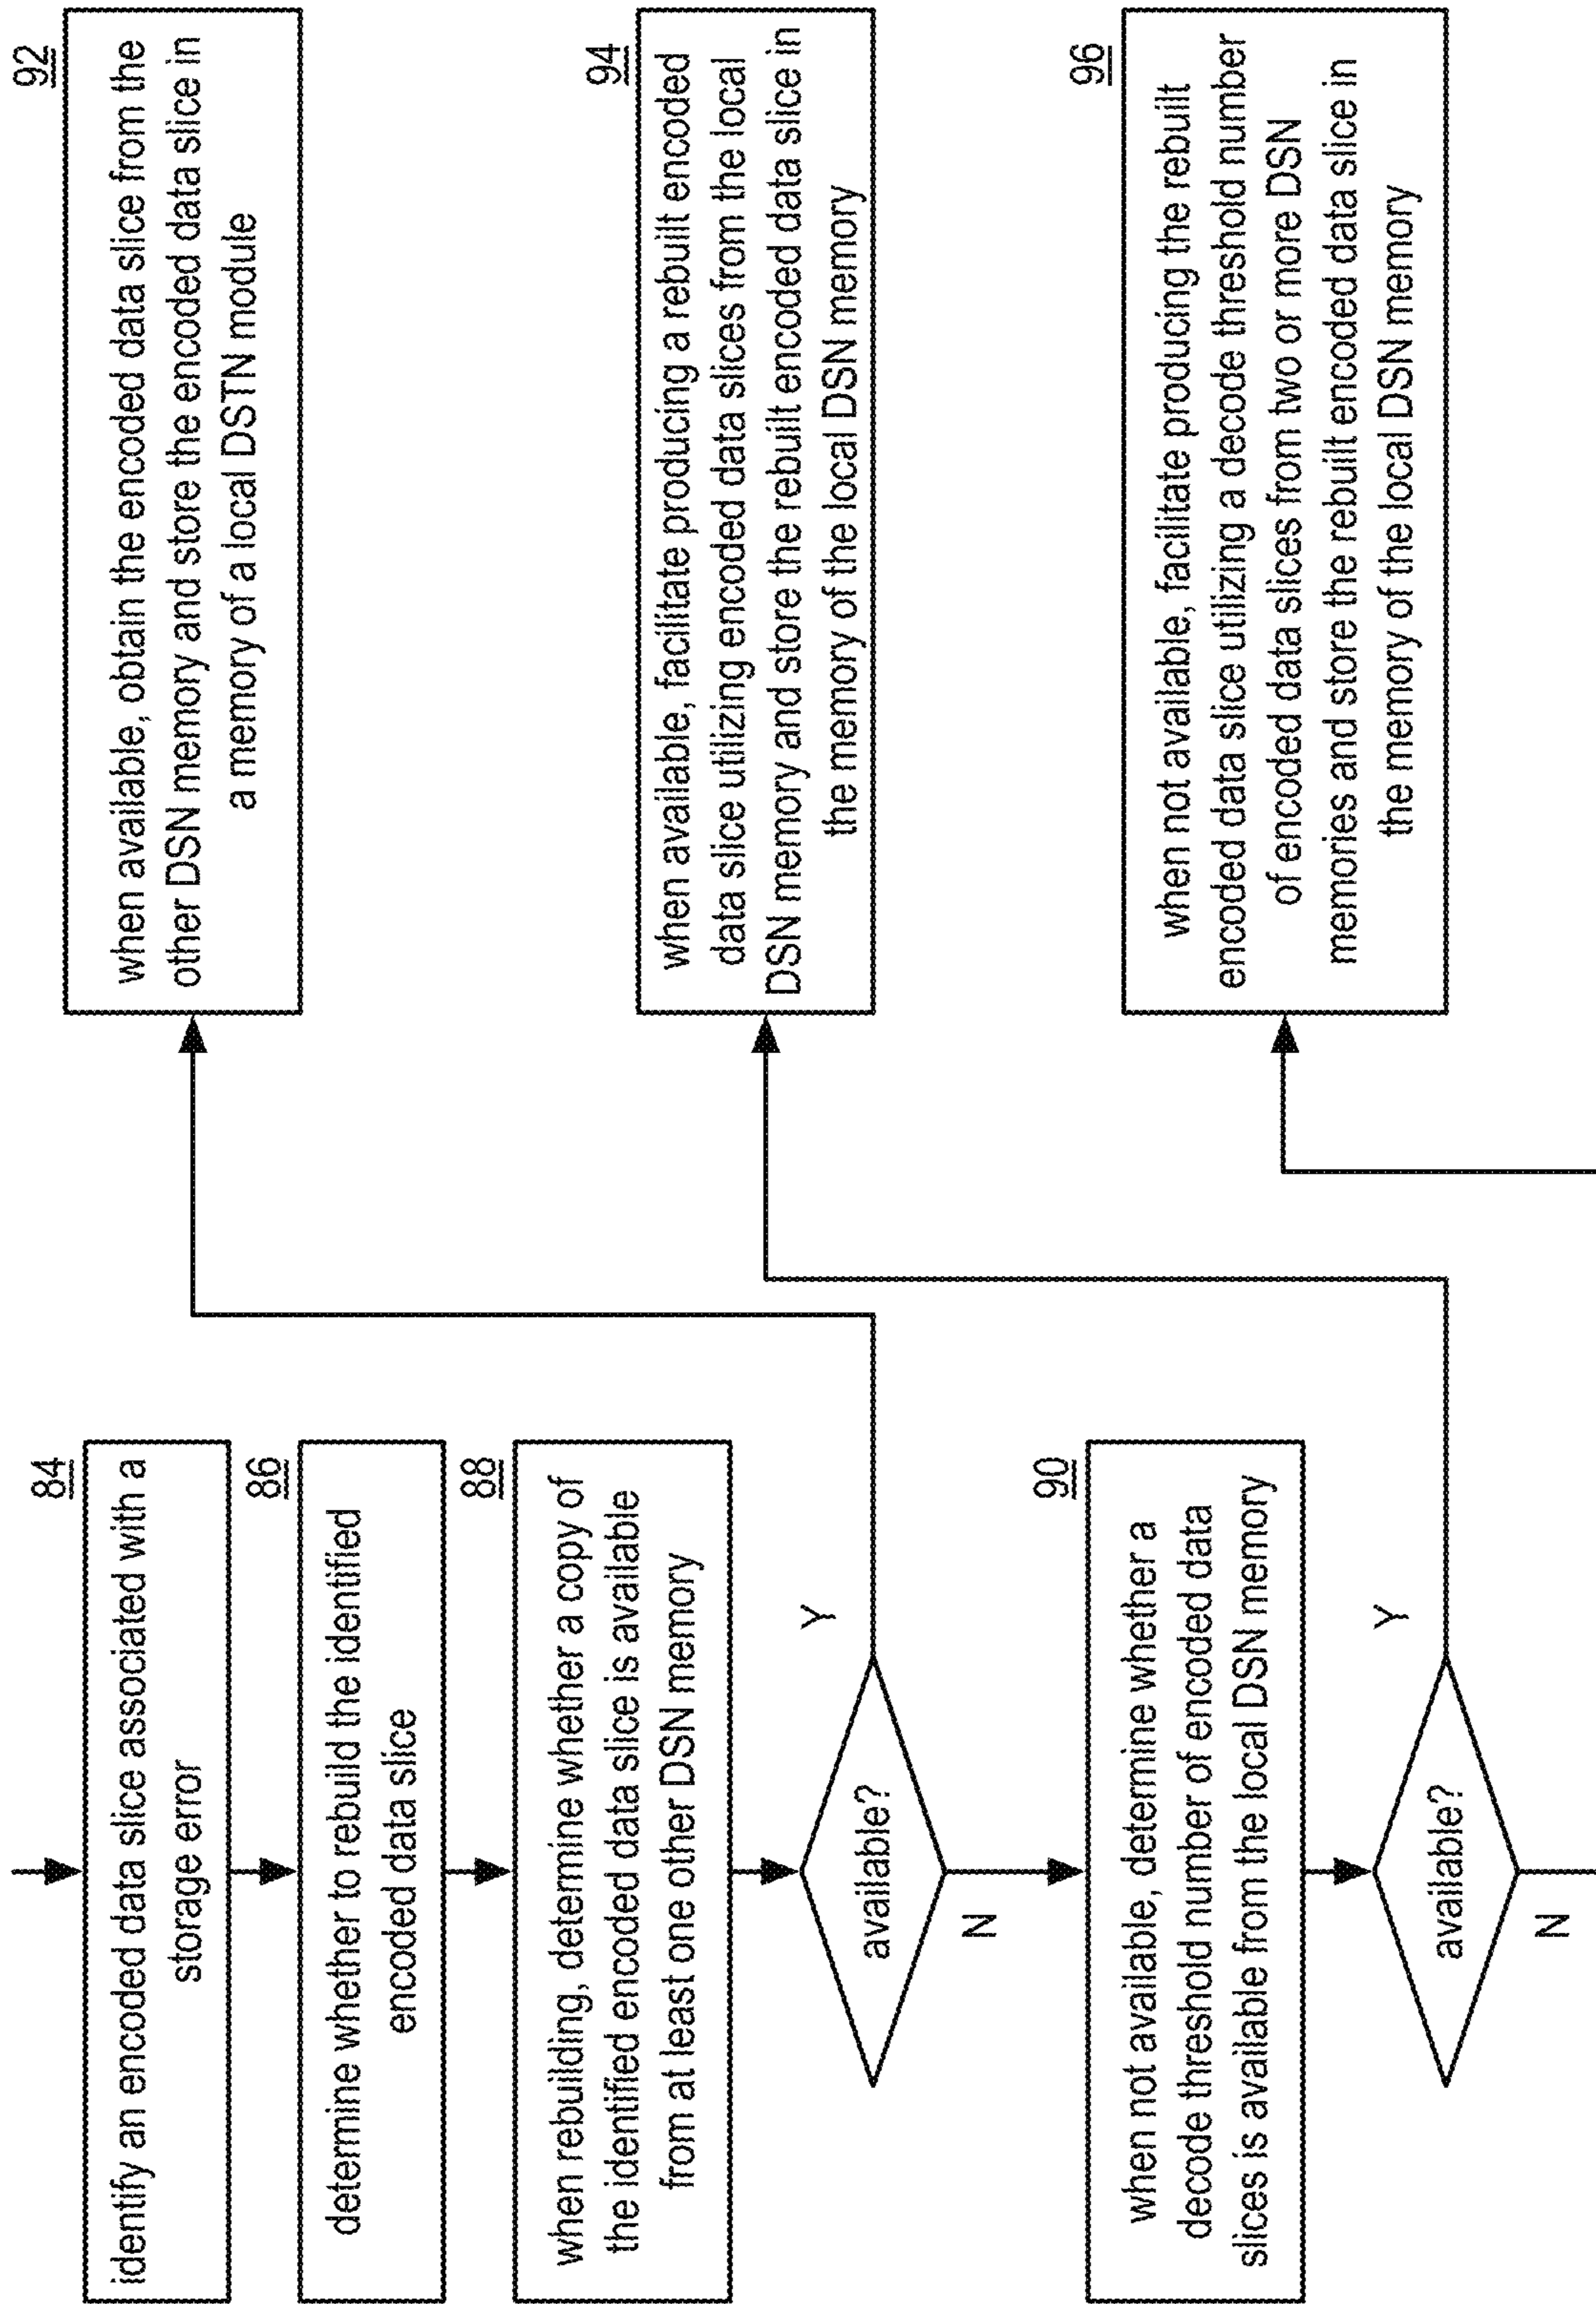 84
identify an encoded data slice associated with a
storage error
86
determine whether to rebuild the identified
encoded data slice
88
when rebuilding, determine whether a copy of
the identified encoded data slice is available
from at least one other DSN memory
available?
Y
N
90
when not available, determine whether a
decode threshold number of encoded data
slices is available from the local DSN memory
available?
Y
N
92
when available, obtain the encoded data slice from the
other DSN memory and store the encoded data slice in
a memory of a local DSTN module
94
when available, facilitate producing a rebuilt encoded
data slice utilizing encoded data slices from the local
DSN memory and store the rebuilt encoded data slice in
the memory of the local DSN memory
96
when not available, facilitate producing the rebuilt
encoded data slice utilizing a decode threshold number
of encoded data slices from two or more DSN
memories and store the rebuilt encoded data slice in
the memory of the local DSN memory